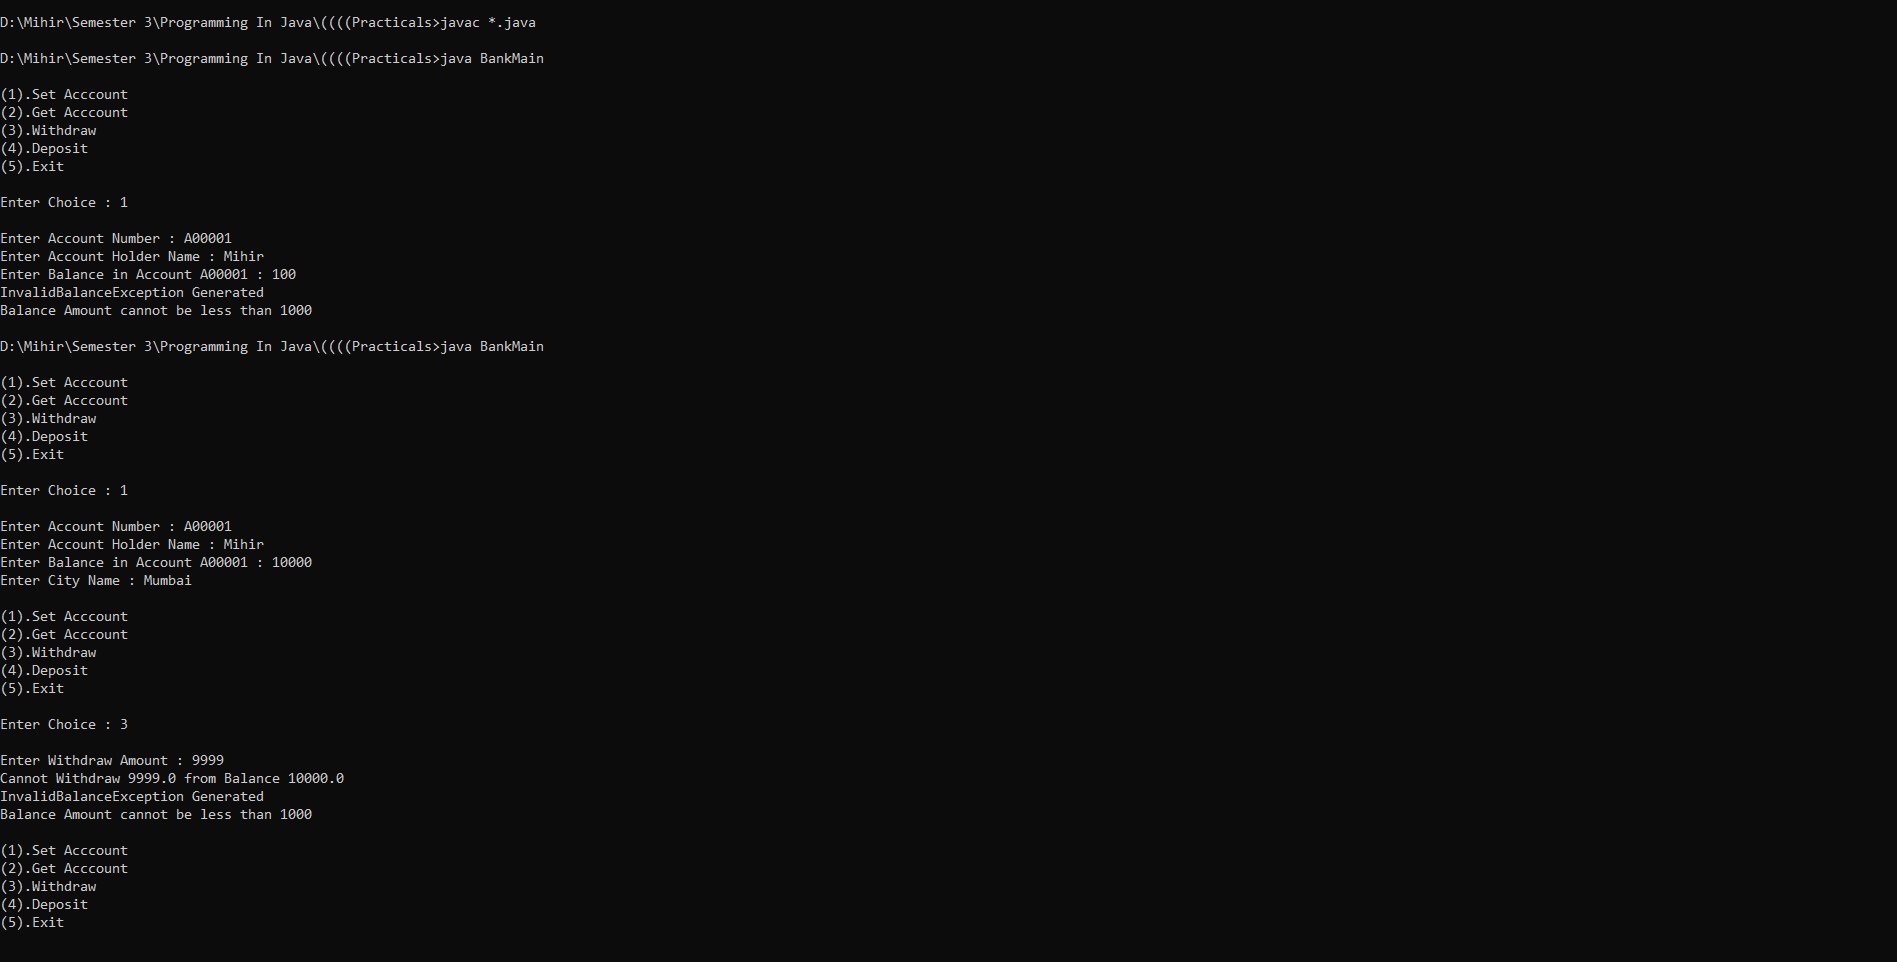 D:\Mihir\Semester 3\Programming In Java\((((Practicals>javac *.java
D:\Mihir\Semester 3\Programming In Java\((((Practicals>java BankMain
(1).Set Acccount
(2).Get Acccount
(3).Withdraw
(4).Deposit
(5).Exit
Enter Choice : 1
Enter Account Number : A00001
Enter Account Holder Name : Mihir
Enter Balance in Account A00001 : 100
InvalidBalanceException Generated
Balance Amount cannot be less than 1000
D:\Mihir\Semester 3\Programming In Java\((((Practicals>java BankMain
(1).Set Acccount
(2).Get Acccount
(3).Withdraw
(4).Deposit
(5).Exit
Enter Choice : 1
Enter Account Number : A00001
Enter Account Holder Name : Mihir
Enter Balance in Account A00001 : 10000
Enter City Name : Mumbai
(1).Set Acccount
(2).Get Acccount
(3).Withdraw
(4).Deposit
(5).Exit
Enter Choice : 3
Enter Withdraw Amount : 9999
Cannot Withdraw 9999.0 from Balance 10000.0
InvalidBalanceException Generated
Balance Amount cannot be less than 1000
(1).Set Acccount
(2).Get Acccount
(3).Withdraw
(4).Deposit
(5).Exit